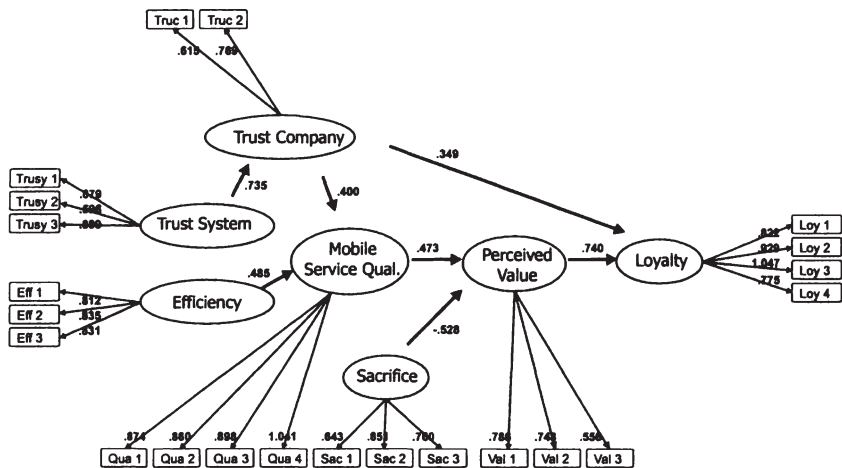 Truc 1 Truc 2
.615 .769
Trust Company
.349
Trusy 1
Trusy 2
Trusy 3
.735
.400
Trust System
Mobile
Service Qual.
.473
Perceived
Value
.740
Loyalty
Loy 1
.929 Loy 2
1.047 Loy 3
.775 Loy 4
.485
Efficiency
Eff 1
.812
Eff 2
.835
Eff 3
.831
-.528
Sacrifice
.874 .860 .898 1.041 .643 .760 .743 .556
Qua 1 Qua 2 Qua 3 Qua 4 Sac 1 Sac 2 Sac 3 Val 1 Val 2 Val 3